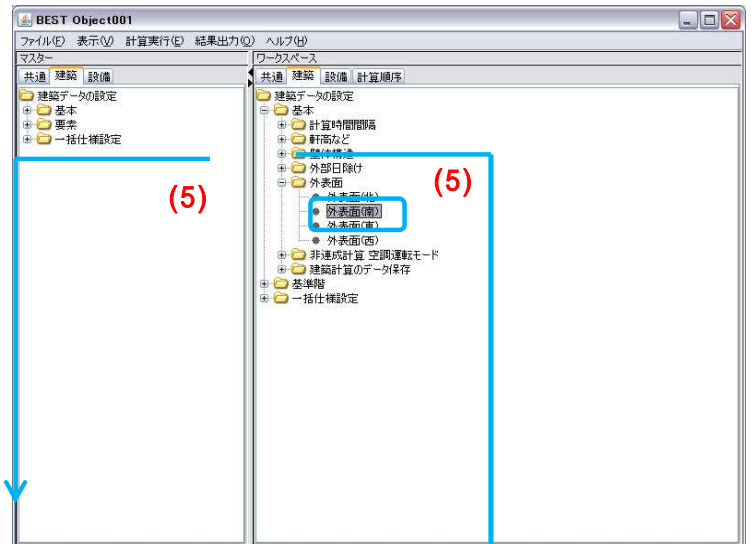 BEST Object001
ファイル(F) 表示(V) 計算実行(E) 結果出力(O) ヘルプ(H)
マスター
共通 建築 設備
建築データの設定
基本
要素
一括仕様設定
(5)
ワークスペース
共通 建築 設備 計算順序
建築データの設定
基本
計算時間間隔
軒高など
壁体構造
外部日除け
外表面
外表面(北)
外表面(南)
外表面(東)
外表面(西)
非連成計算 空調運転モード
建築計算のデータ保存
基準階
一括仕様設定
(5)